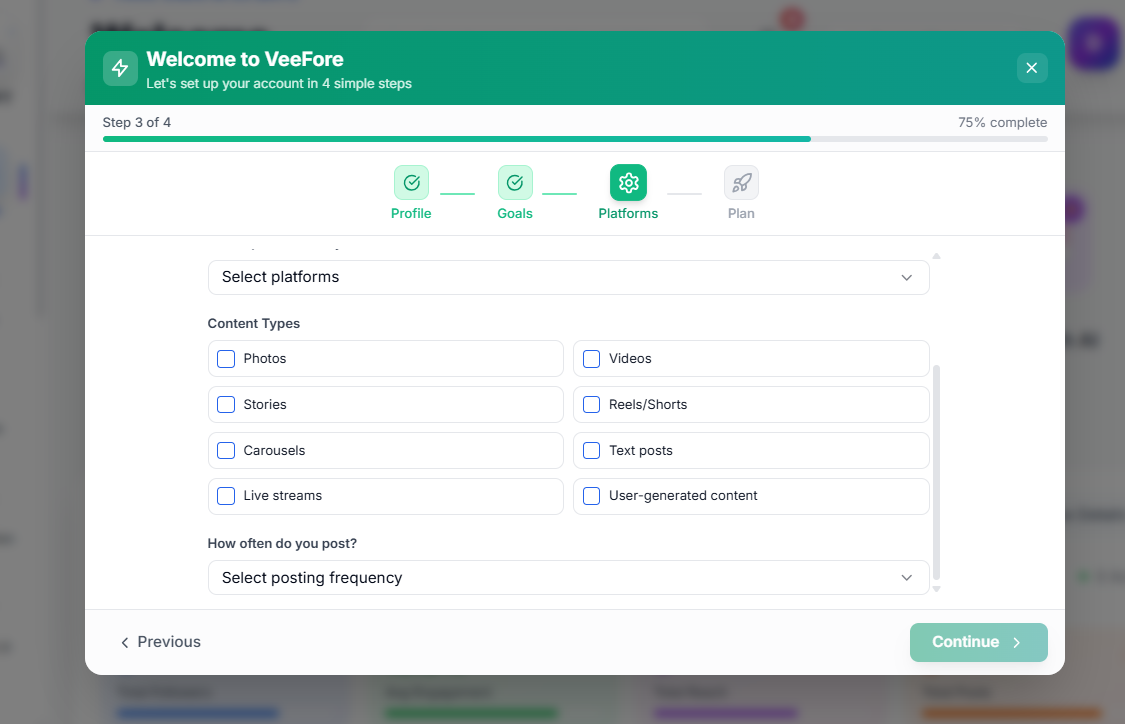 Welcome to VeeFore
Let's set up your account in 4 simple steps
Step 3 of 4
75% complete
Profile
Goals
Platforms
Plan
Select platforms
Content Types
Photos
Videos
Stories
Reels/Shorts
Carousels
Text posts
Live streams
User-generated content
How often do you post?
Select posting frequency
Previous
Continue